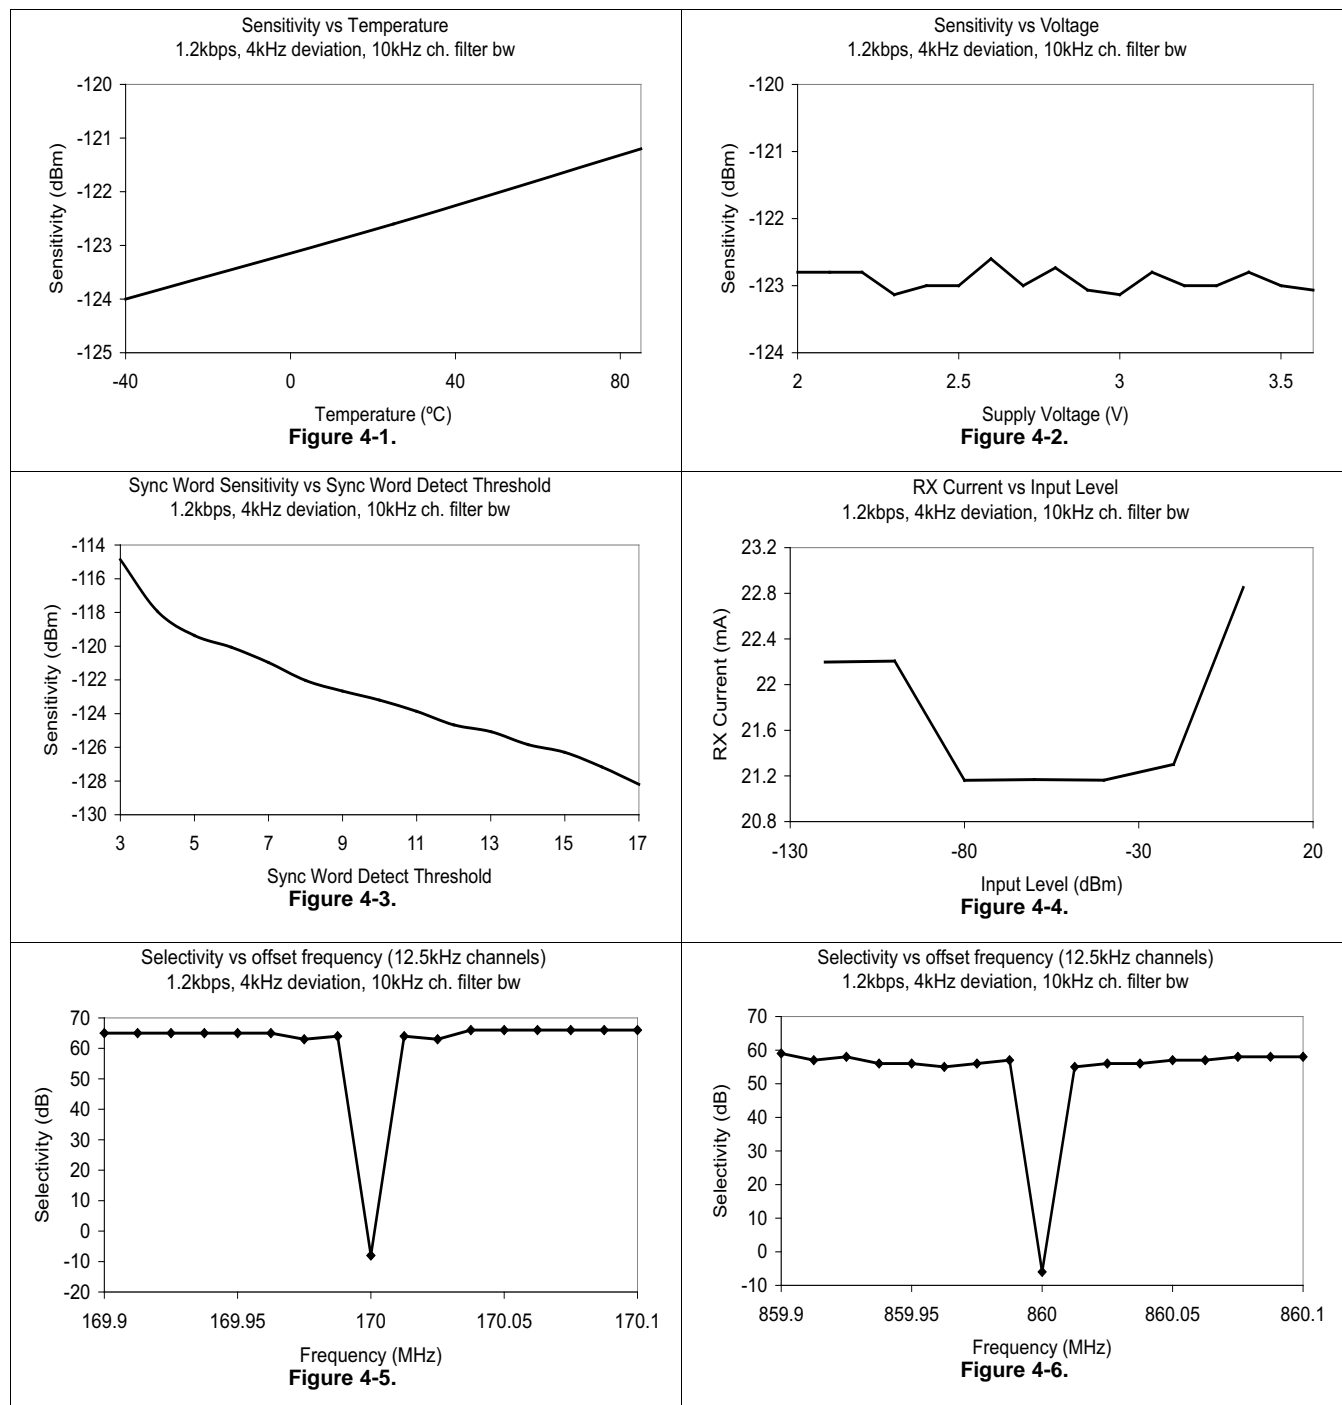 Sensitivity vs Temperature
1.2kbps, 4kHz deviation, 10kHz ch. filter bw
-120
-121
-122
-123
-124
-125
Sensitivity (dBm)
-40 0 40 80
Temperature (ºC)
Figure 4-1.
Sensitivity vs Voltage
1.2kbps, 4kHz deviation, 10kHz ch. filter bw
-120
-121
-122
-123
-124
Sensitivity (dBm)
2 2.5 3 3.5
Supply Voltage (V)
Figure 4-2.
Sync Word Sensitivity vs Sync Word Detect Threshold
1.2kbps, 4kHz deviation, 10kHz ch. filter bw
-114
-116
-118
-120
-122
-124
-126
-128
-130
Sensitivity (dBm)
3 5 7 9 11 13 15 17
Sync Word Detect Threshold
Figure 4-3.
RX Current vs Input Level
1.2kbps, 4kHz deviation, 10kHz ch. filter bw
23.2
22.8
22.4
22
21.6
21.2
20.8
RX Current (mA)
-130 -80 -30 20
Input Level (dBm)
Figure 4-4.
Selectivity vs offset frequency (12.5kHz channels)
1.2kbps, 4kHz deviation, 10kHz ch. filter bw
70
60
50
40
30
20
10
0
-10
-20
Selectivity (dB)
169.9 169.95 170 170.05 170.1
Frequency (MHz)
Figure 4-5.
Selectivity vs offset frequency (12.5kHz channels)
1.2kbps, 4kHz deviation, 10kHz ch. filter bw
70
60
50
40
30
20
10
0
-10
Selectivity (dB)
859.9 859.95 860 860.05 860.1
Frequency (MHz)
Figure 4-6.